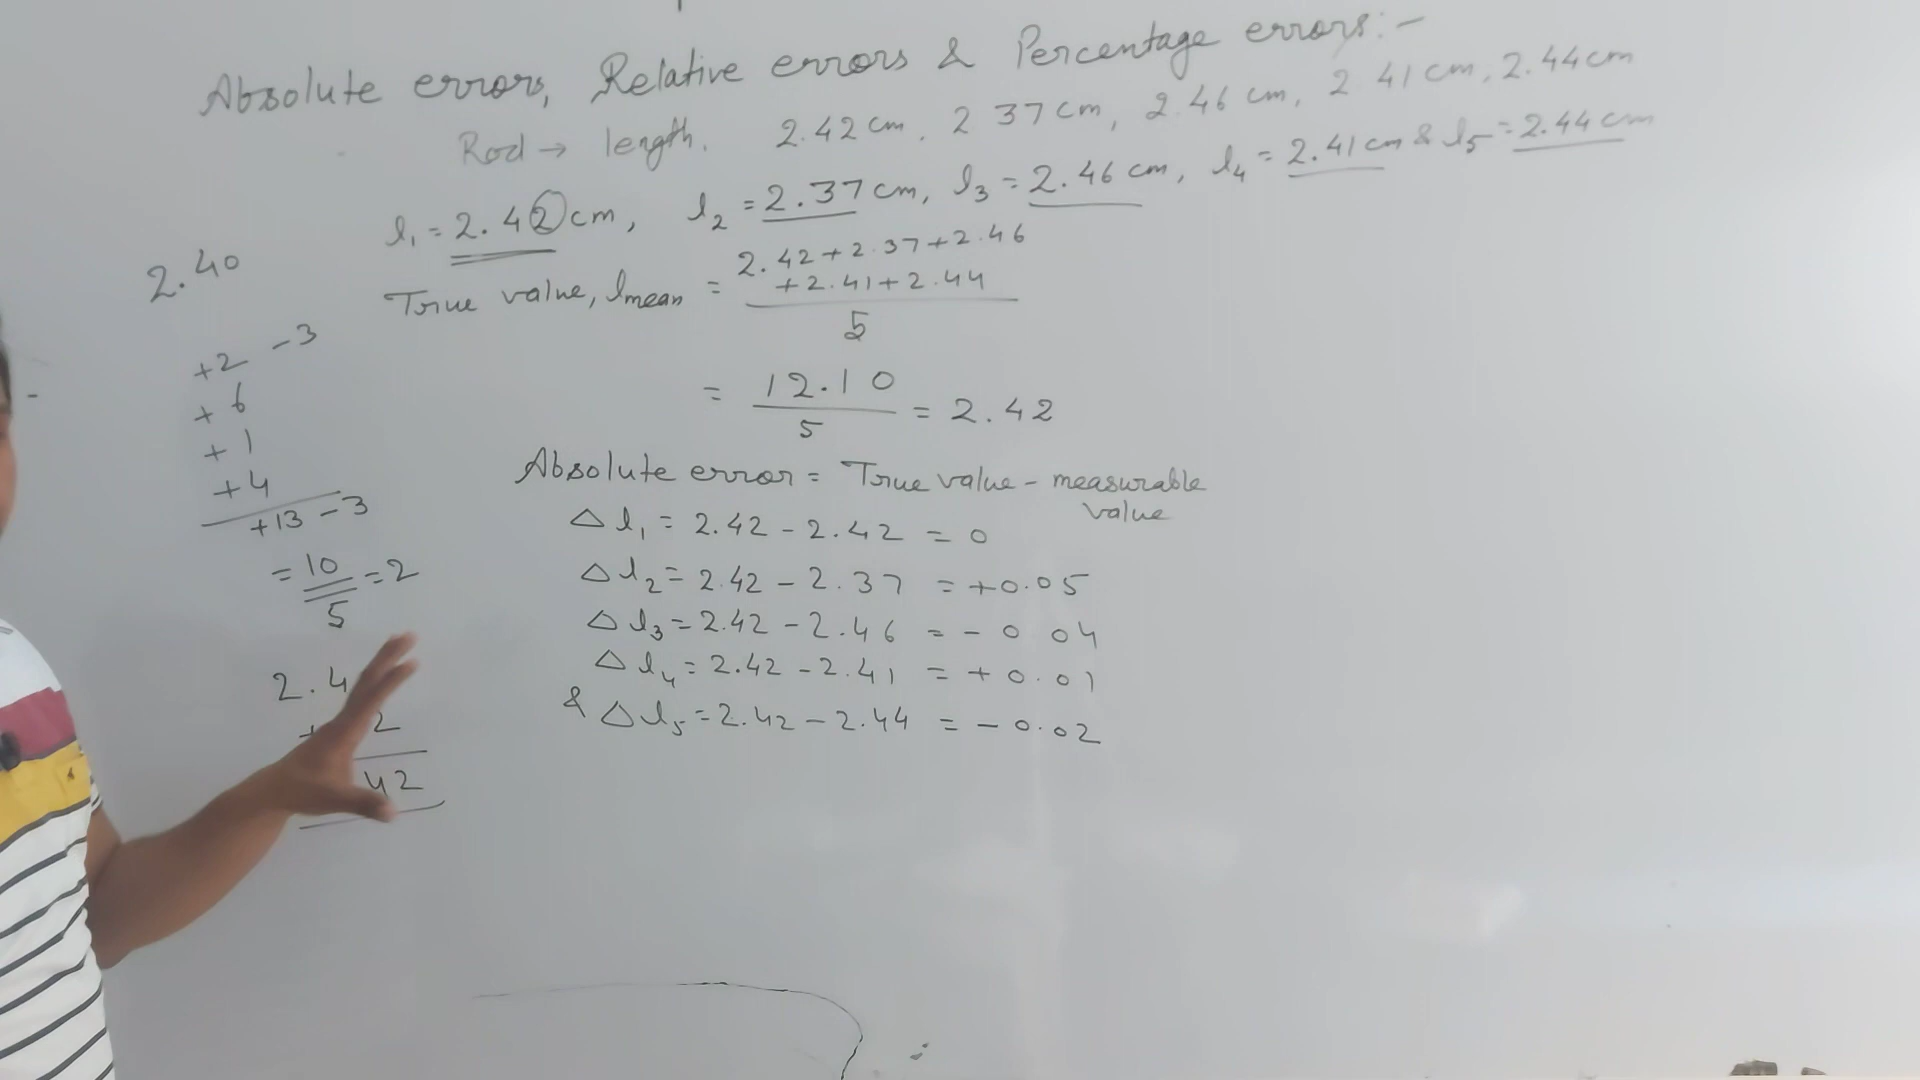 Absolute errors, Relative errors & Percentage errors:-
Rod → length. 2.42 cm, 2.37 cm, 2.46 cm, 2.41 cm, 2.44 cm
l₁ = 2.42 cm, l₂ = 2.37 cm, l₃ = 2.46 cm, l₄ = 2.41 cm & l₅ = 2.44 cm
True value, lmean = 2.42 + 2.37 + 2.46
+ 2.41 + 2.44
5
= 12.10 / 5 = 2.42
Absolute error = True value - measurable
value
△l₁ = 2.42 - 2.42 = 0
△l₂ = 2.42 - 2.37 = +0.05
△l₃ = 2.42 - 2.46 = - 0 04
△l₄ = 2.42 - 2.41 = + 0.01
& △l₅ = 2.42 - 2.44 = - 0.02
2.40
+2 -3
+ 6
+ 1
+4
+13 -3
= 10 / 5 = 2
2.4
+ 2
42